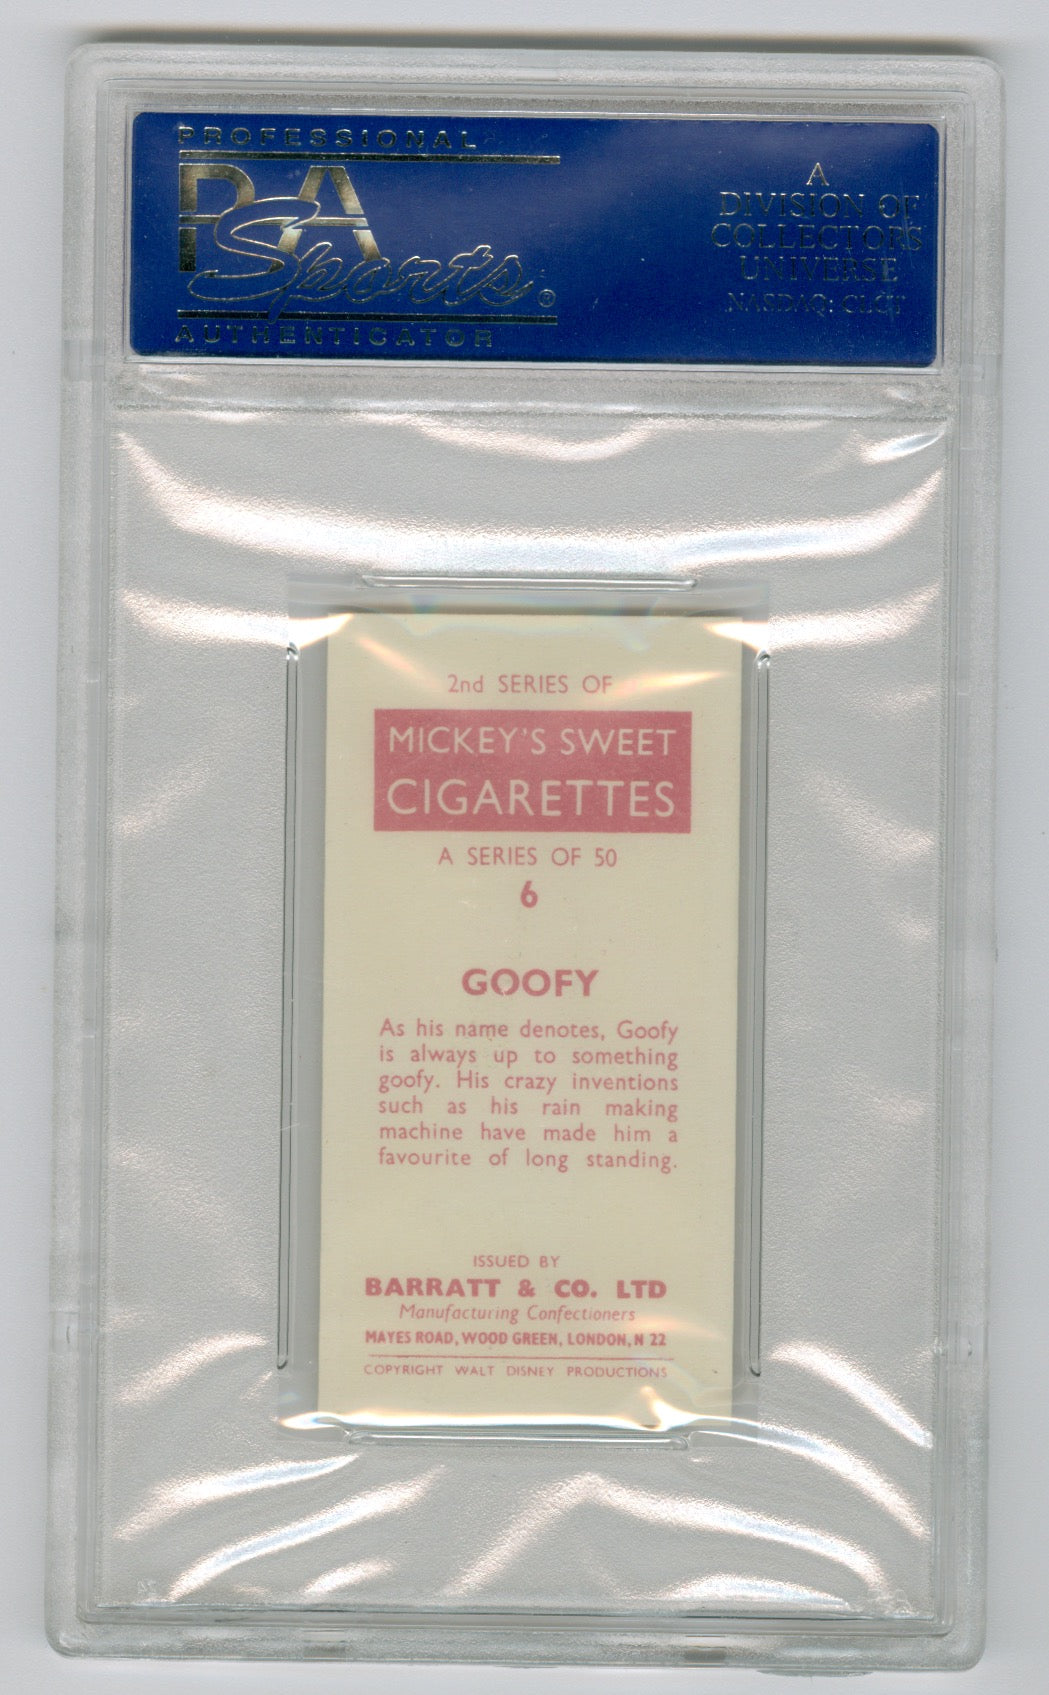 PROFESSIONAL
PSA
Sports®
AUTHENTICATOR
A
DIVISION OF
COLLECTORS
UNIVERSE
NASDAQ: CLCT
2nd SERIES OF
MICKEY'S SWEET
CIGARETTES
A SERIES OF 50
6
GOOFY
As his name denotes, Goofy
is always up to something
goofy. His crazy inventions
such as his rain making
machine have made him a
favourite of long standing.
ISSUED BY
BARRATT & CO. LTD
Manufacturing Confectioners
MAYES ROAD, WOOD GREEN, LONDON, N 22
COPYRIGHT WALT DISNEY PRODUCTIONS